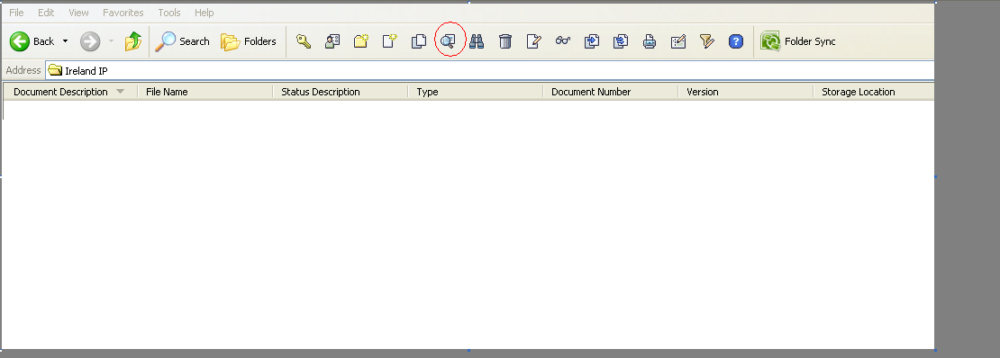 File Edit View Favorites Tools Help
Back Search Folders ? Folder Sync
Address Ireland IP
Document Description File Name Status Description Type Document Number Version Storage Location